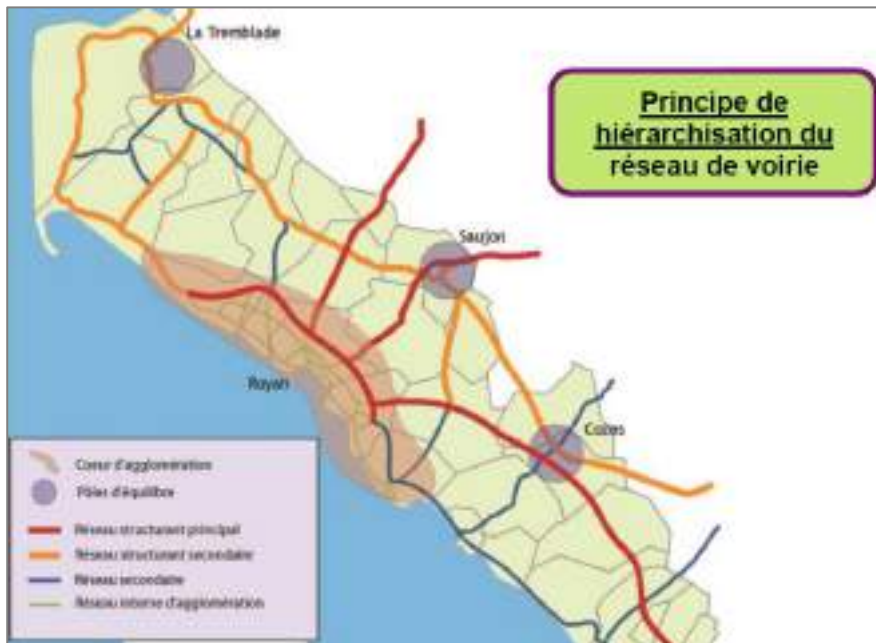 La Tremblade
Principe de
hiérarchisation du
réseau de voirie
Saujon
Royan
Cozes
Coeur d'agglomération
Pôles d'équilibre
Réseau structurant principal
Réseau structurant secondaire
Réseau secondaire
Réseau interne d'agglomération